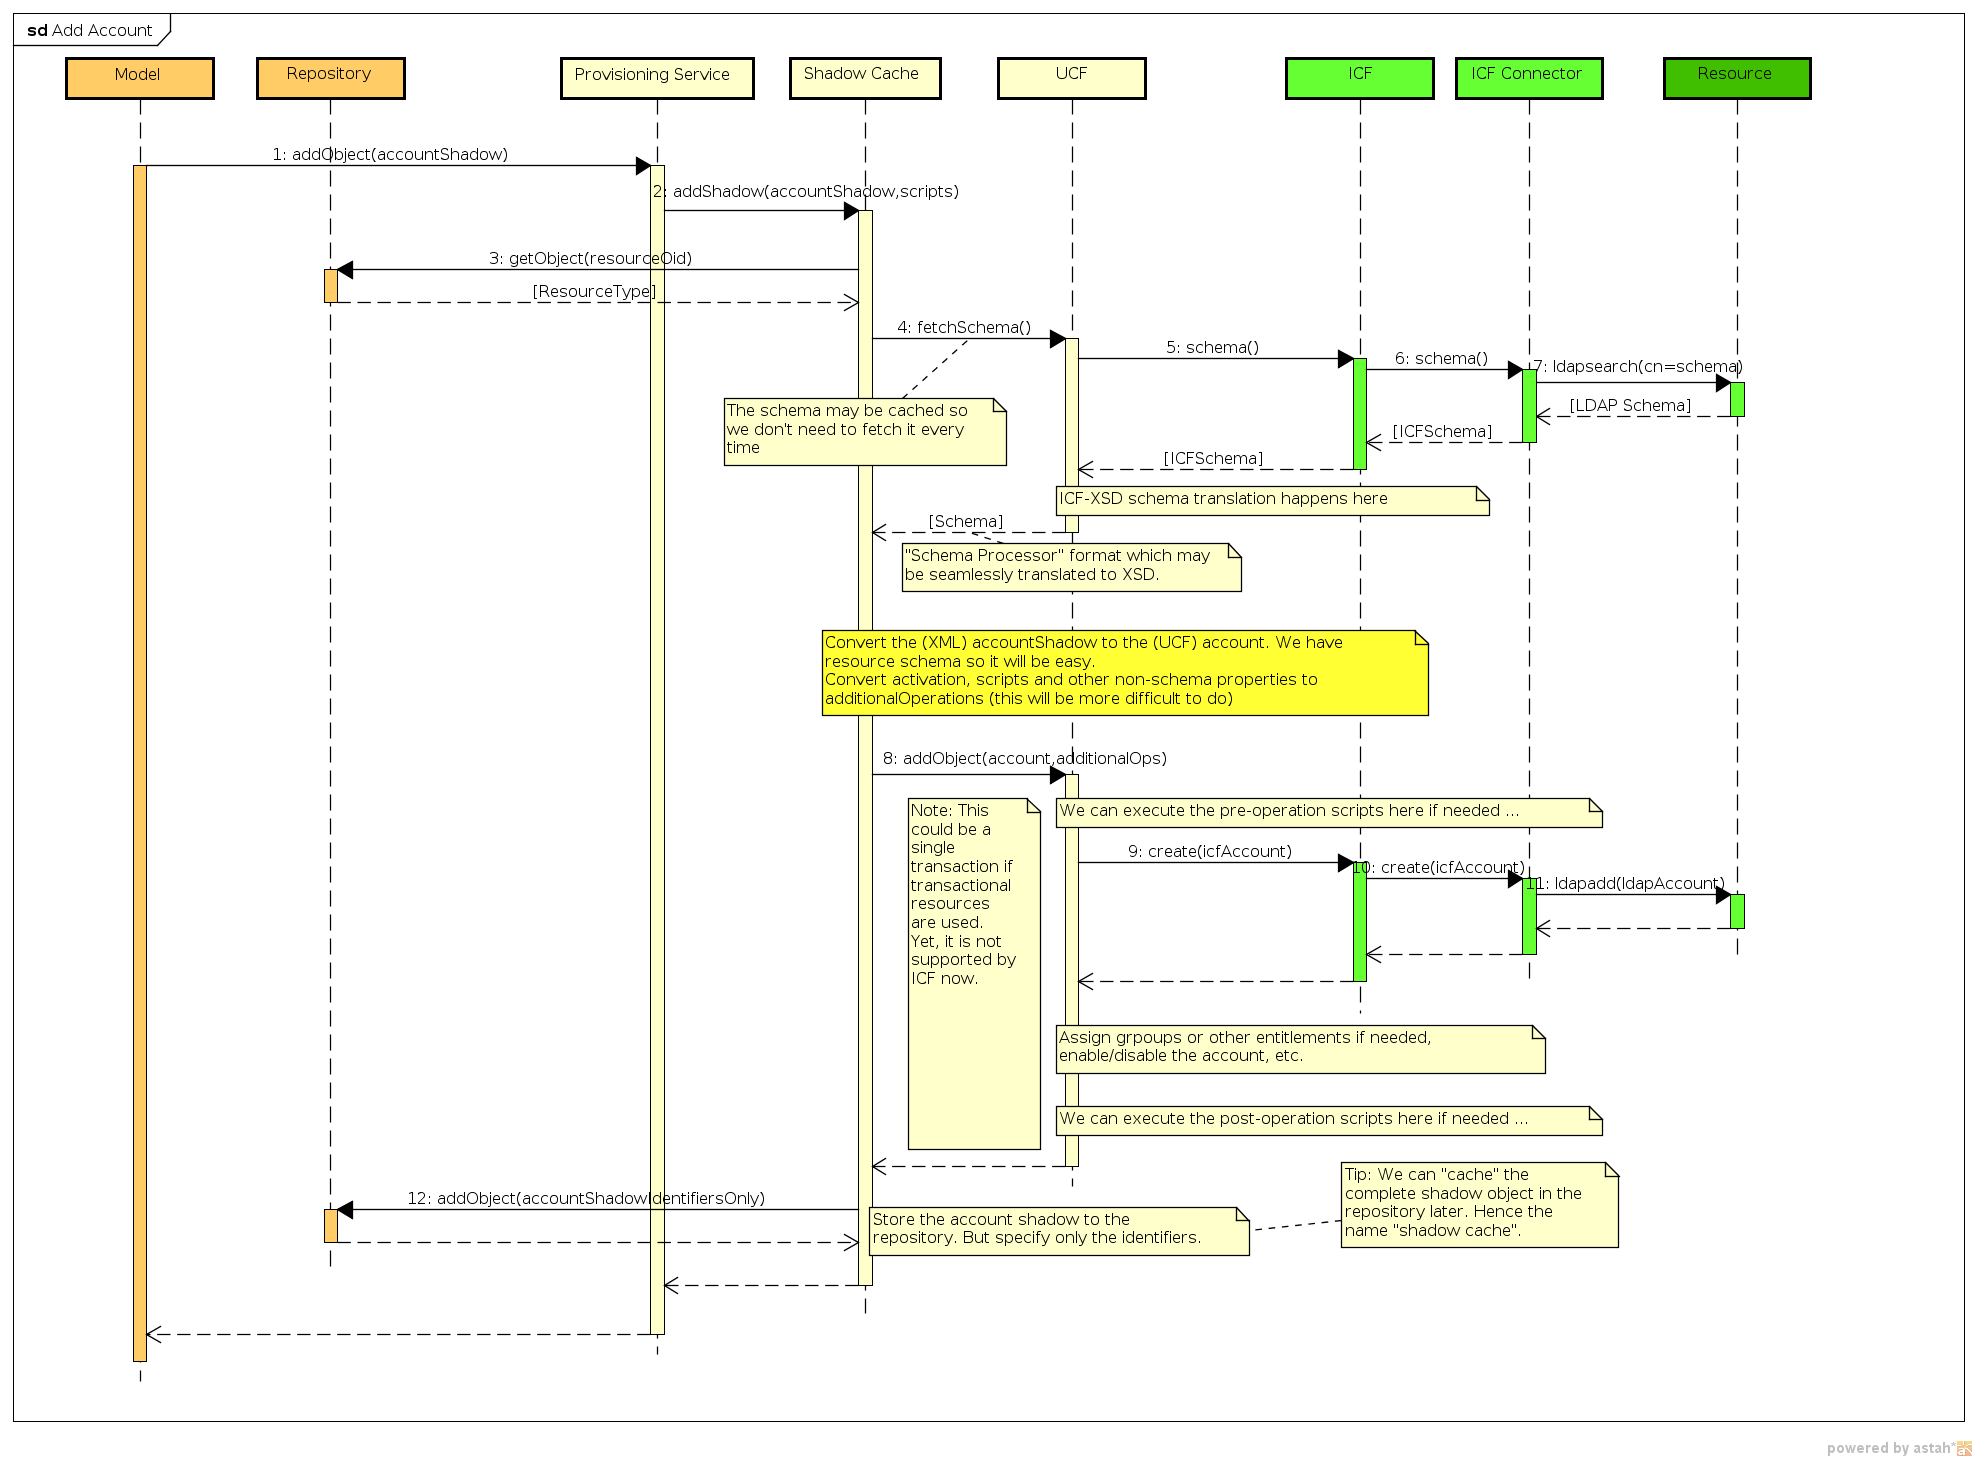 sd Add Account
Model
Repository
Provisioning Service
Shadow Cache
UCF
ICF
ICF Connector
Resource
1: addObject(accountShadow)
2: addShadow(accountShadow,scripts)
3: getObject(resourceOid)
[ResourceType]
4: fetchSchema()
5: schema()
6: schema()
7: ldapsearch(cn=schema)
[LDAP Schema]
[ICFSchema]
[ICFSchema]
The schema may be cached so
we don't need to fetch it every
time
ICF-XSD schema translation happens here
[Schema]
"Schema Processor" format which may
be seamlessly translated to XSD.
Convert the (XML) accountShadow to the (UCF) account. We have
resource schema so it will be easy.
Convert activation, scripts and other non-schema properties to
additionalOperations (this will be more difficult to do)
8: addObject(account,additionalOps)
Note: This
could be a
single
transaction if
transactional
resources
are used.
Yet, it is not
supported by
ICF now.
We can execute the pre-operation scripts here if needed ...
9: create(icfAccount)
10: create(icfAccount)
11: ldapadd(ldapAccount)
Assign grpoups or other entitlements if needed,
enable/disable the account, etc.
We can execute the post-operation scripts here if needed ...
12: addObject(accountShadowIdentifiersOnly)
Store the account shadow to the
repository. But specify only the identifiers.
Tip: We can "cache" the
complete shadow object in the
repository later. Hence the
name "shadow cache".
powered by astah*